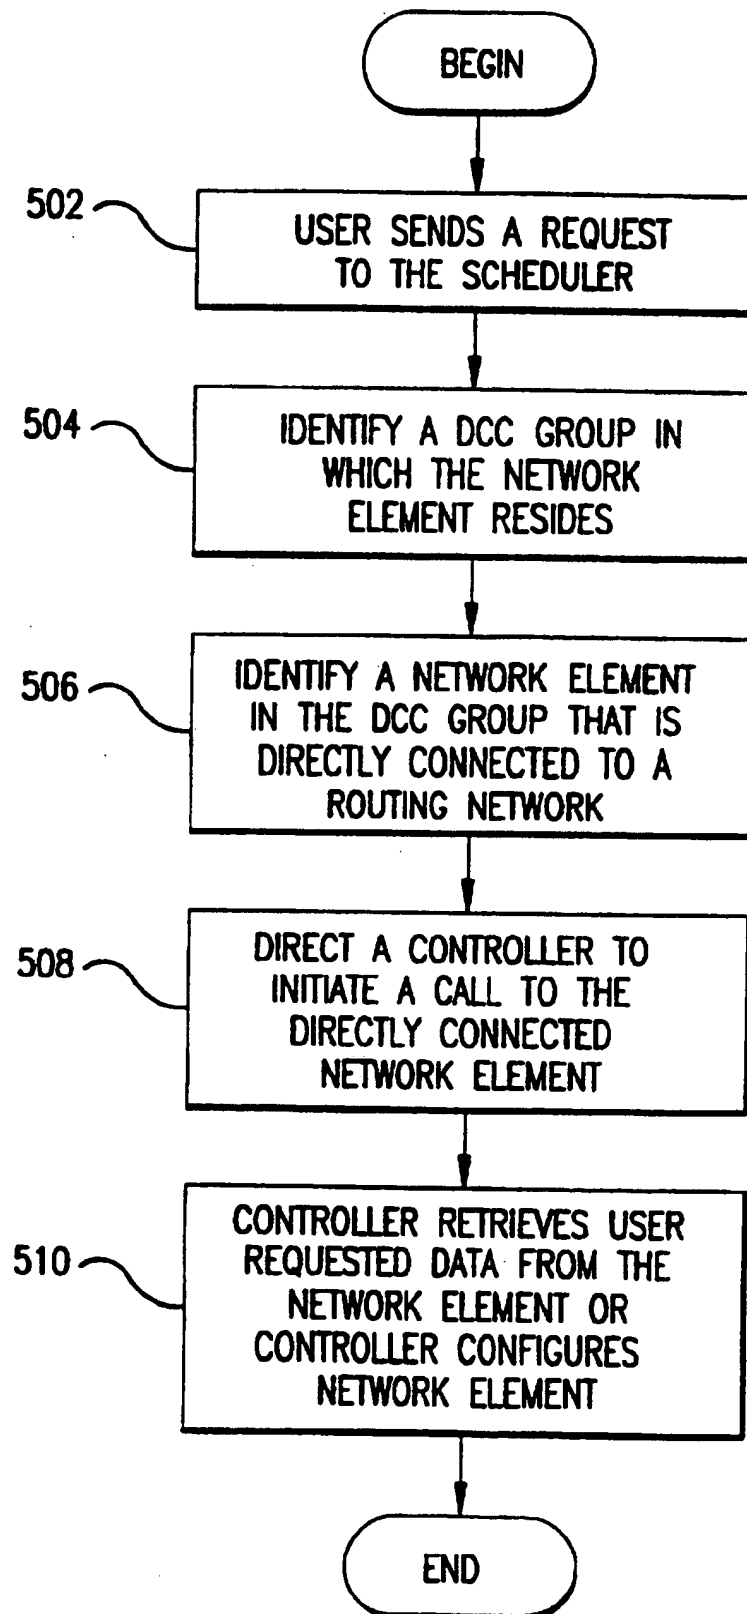 BEGIN
502
USER SENDS A REQUEST
TO THE SCHEDULER
504
IDENTIFY A DCC GROUP IN
WHICH THE NETWORK
ELEMENT RESIDES
506
IDENTIFY A NETWORK ELEMENT
IN THE DCC GROUP THAT IS
DIRECTLY CONNECTED TO A
ROUTING NETWORK
508
DIRECT A CONTROLLER TO
INITIATE A CALL TO THE
DIRECTLY CONNECTED
NETWORK ELEMENT
510
CONTROLLER RETRIEVES USER
REQUESTED DATA FROM THE
NETWORK ELEMENT OR
CONTROLLER CONFIGURES
NETWORK ELEMENT
END